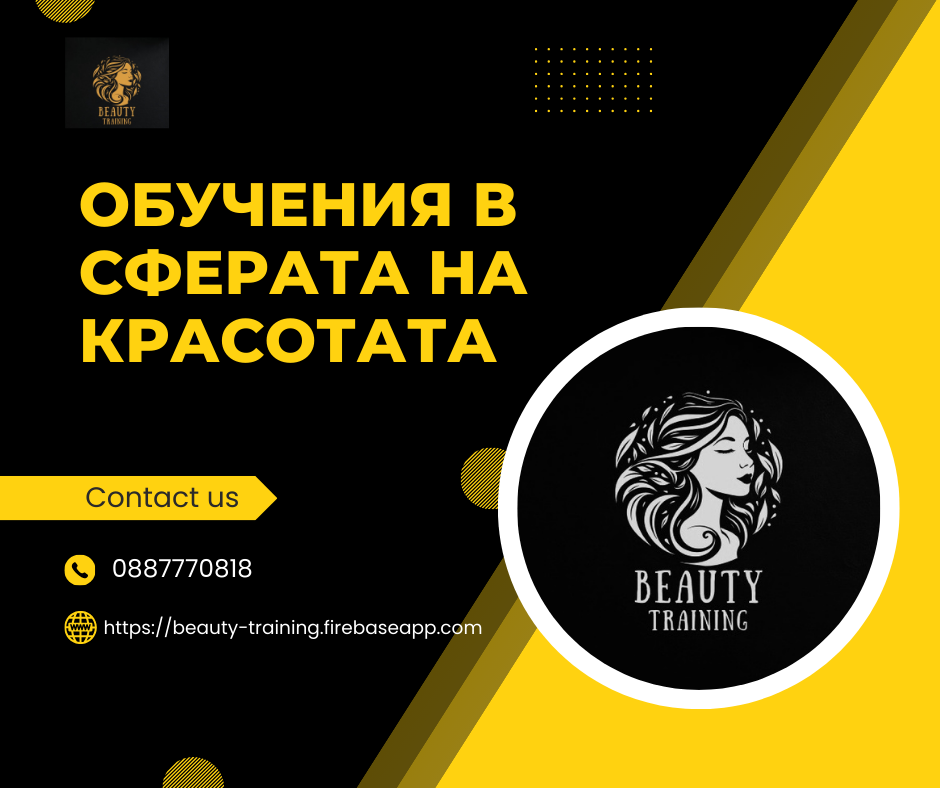 BEAUTY
TRAINING
ОБУЧЕНИЯ В
СФЕРАТА НА
КРАСОТАТА
Contact us
0887770818
https://beauty-training.firebaseapp.com
BEAUTY
TRAINING